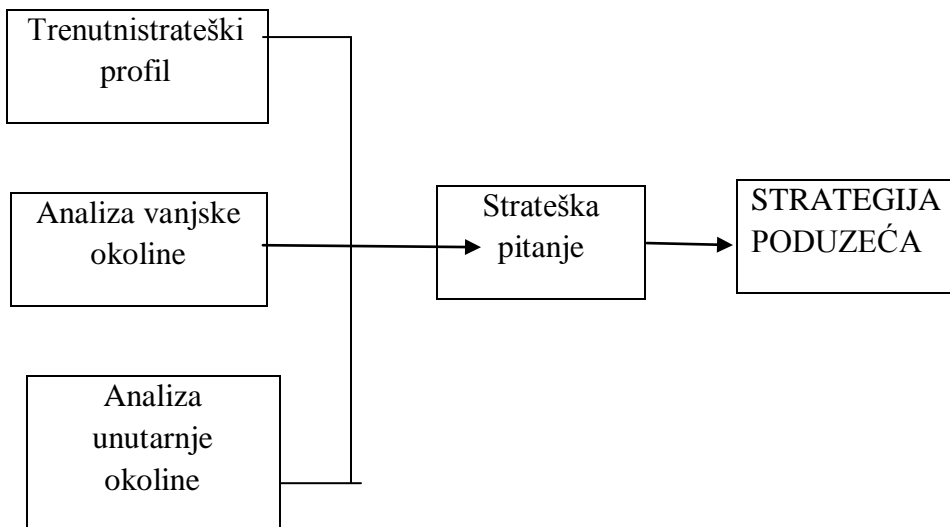 Trenutnistrateški
profil
Analiza vanjske
okoline
Analiza
unutarnje
okoline
Strateška
pitanje
STRATEGIJA
PODUZEĆA